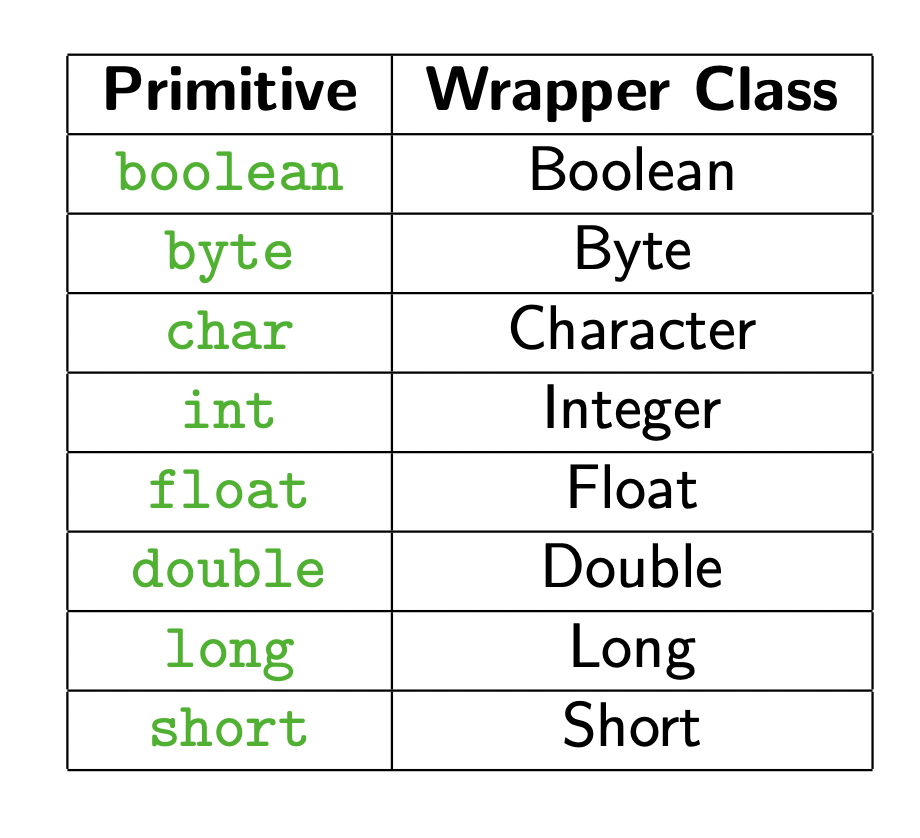 Primitive Wrapper Class
boolean Boolean
byte Byte
char Character
int Integer
float Float
double Double
long Long
short Short